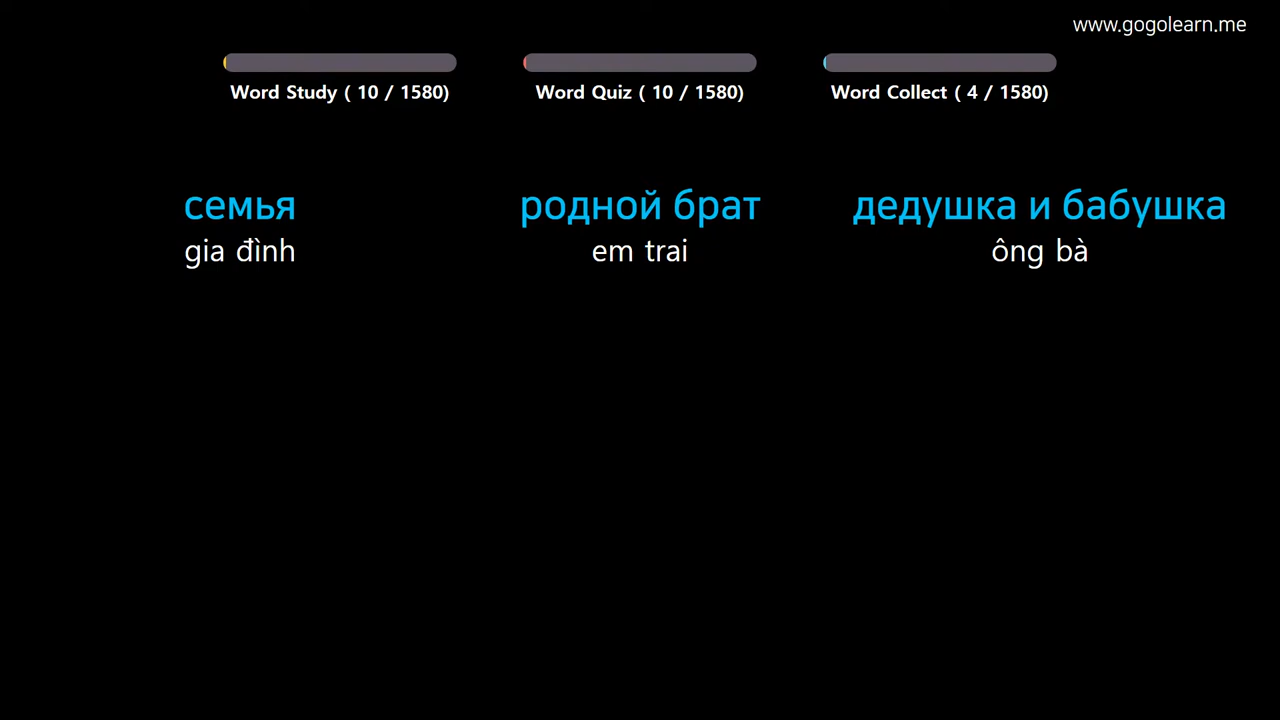 www.gogolearn.me
Word Study ( 10 / 1580)
Word Quiz ( 10 / 1580)
Word Collect ( 4 / 1580)
семья
gia đình
родной брат
em trai
дедушка и бабушка
ông bà